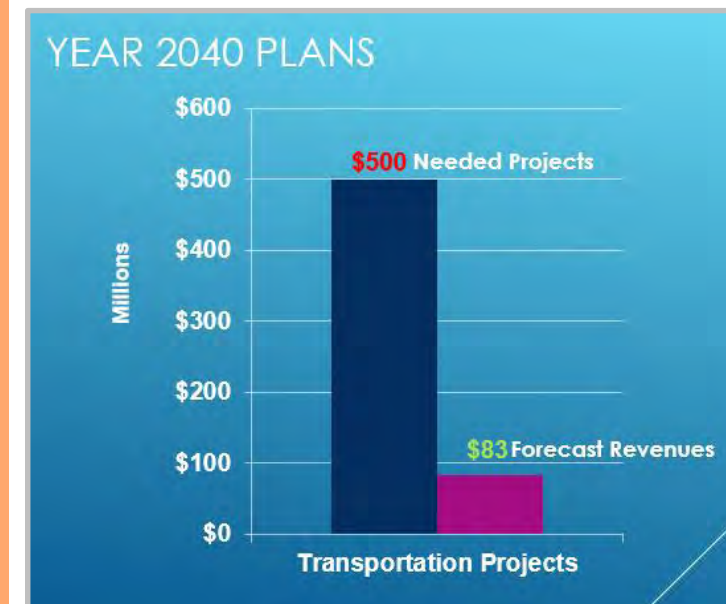 YEAR 2040 PLANS
$600
$500 Needed Projects
$500
$400
Millions
$300
$200
$83 Forecast Revenues
$100
$0
Transportation Projects